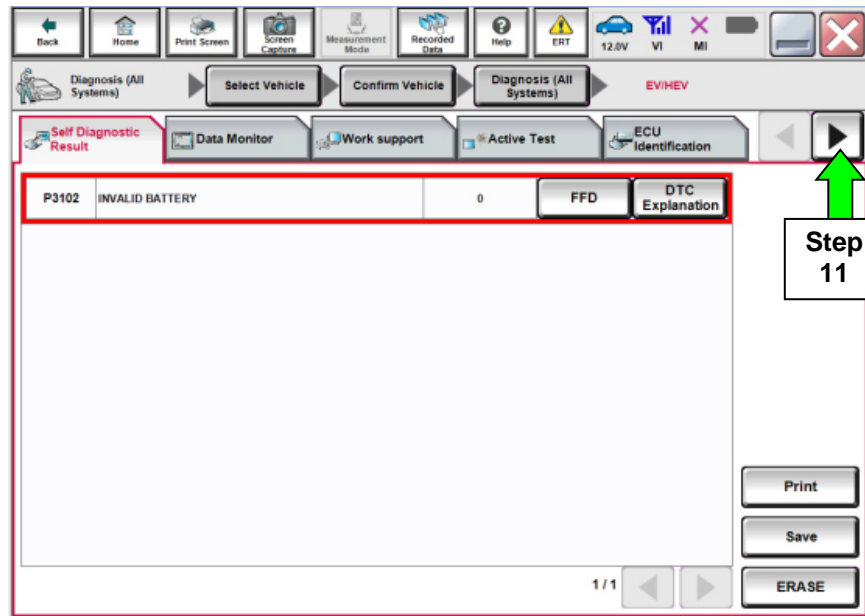 Back
Home
Print Screen
Screen
Capture
Measurement
Mode
Recorded
Data
Help
ERT
12.0V
VI
MI
Diagnosis (All
Systems)
Select Vehicle
Confirm Vehicle
Diagnosis (All
Systems)
EV/HEV
Self Diagnostic
Result
Data Monitor
Work support
Active Test
ECU
Identification
P3102 INVALID BATTERY 0 FFD
DTC
Explanation
Step
11
Print
Save
1/1
ERASE